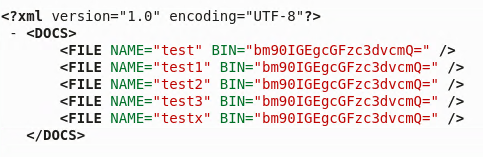 <?xml version="1.0" encoding="UTF-8"?>
- <DOCS>
<FILE NAME="test" BIN="bm90IGEgcGFzc3dvcmQ=" />
<FILE NAME="test1" BIN="bm90IGEgcGFzc3dvcmQ=" />
<FILE NAME="test2" BIN="bm90IGEgcGFzc3dvcmQ=" />
<FILE NAME="test3" BIN="bm90IGEgcGFzc3dvcmQ=" />
<FILE NAME="testx" BIN="bm90IGEgcGFzc3dvcmQ=" />
</DOCS>